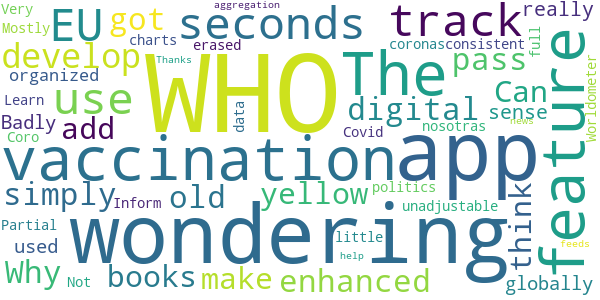 Very
aggregation
Mostly
EU
got
seconds
track
really
charts
erased
coronas
consistent
develop
Thanks
WHO
The
pass
feature
full
Worldometer
organized
Learn
use
data
digital
Can
sense
Badly
add
Coro
Covid
nosotras
news
vaccination
app
simply
Inform
old
yellow
politics
unadjustable
think
Partial
wondering
used
little
Not
help
feeds
Why
books
make
enhanced
globally